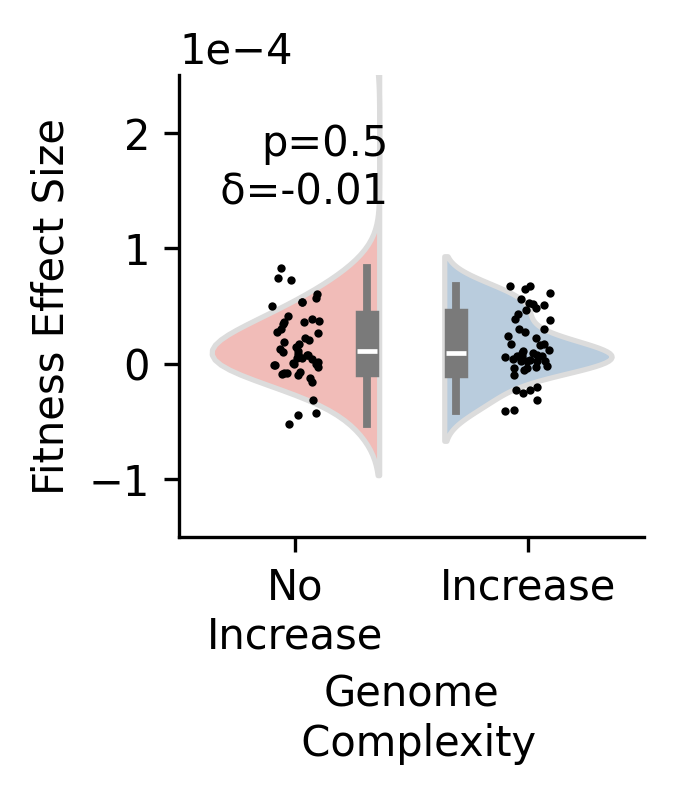 1e−4
Fitness Effect Size
2
1
0
−1
p=0.5
δ=-0.01
No
Increase
Increase
Genome
Complexity